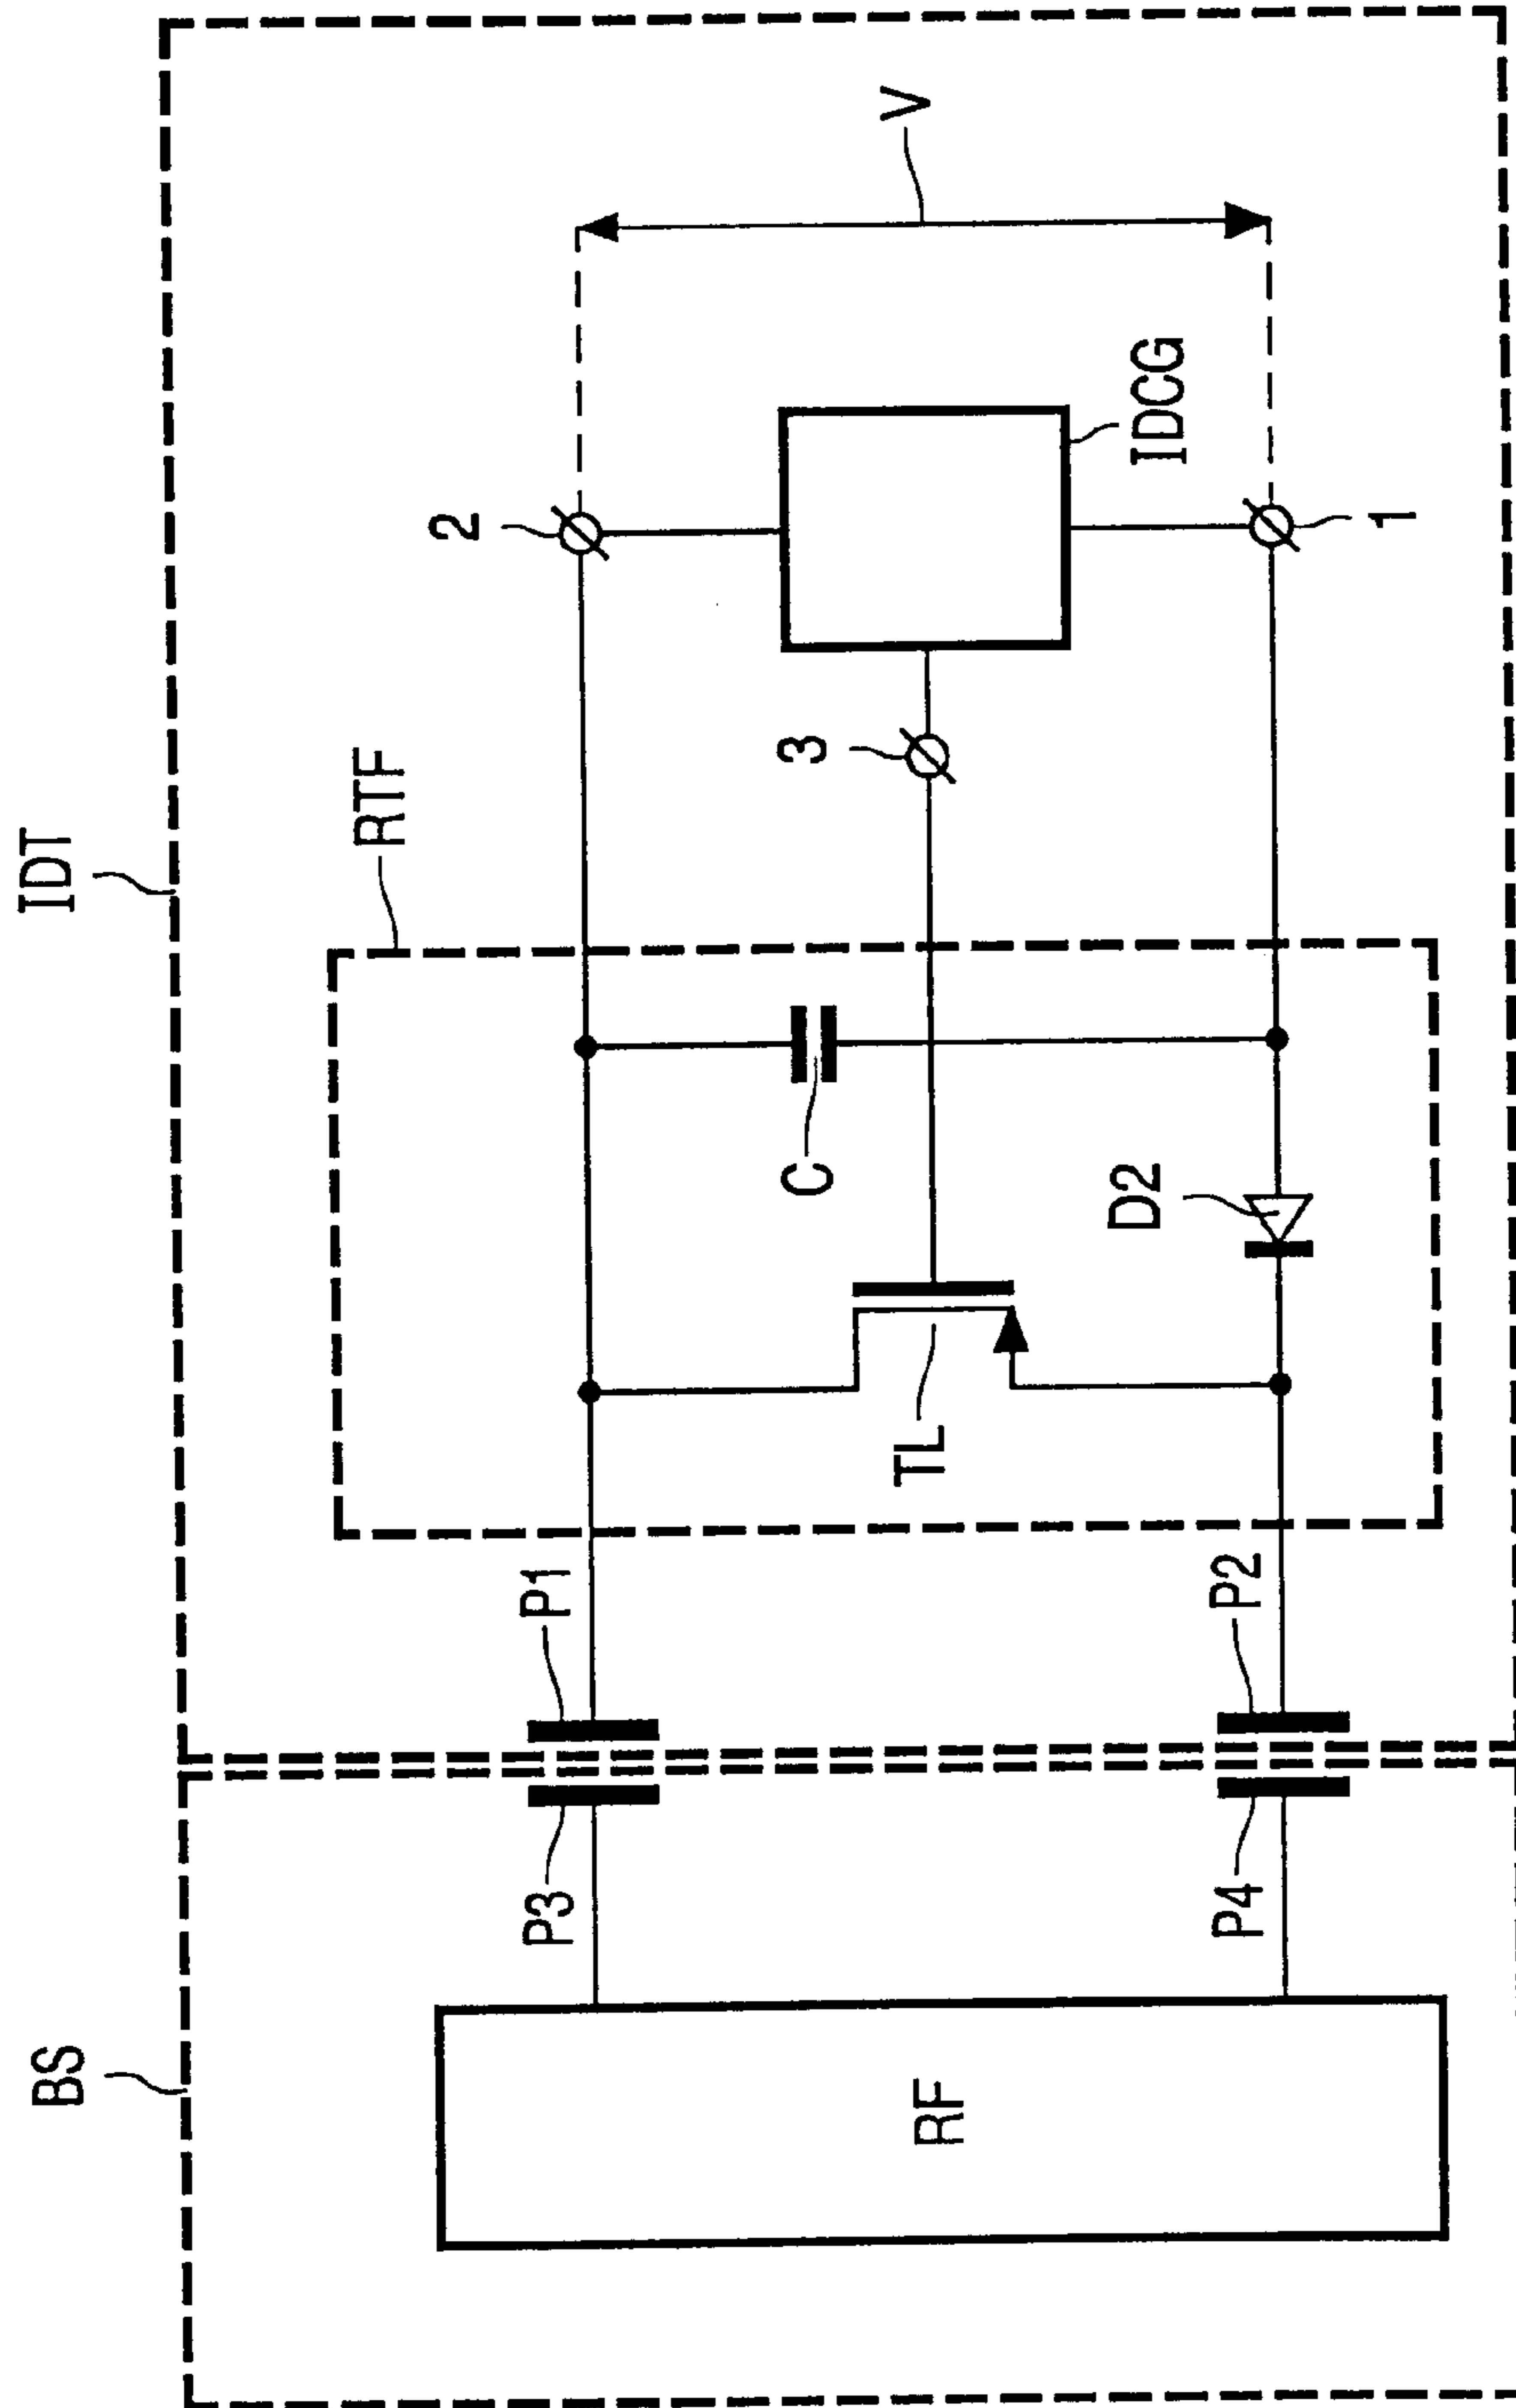 BS
IDT
RTF
RF
P3
P1
P4
P2
TL
C
D2
3
2
1
IDCG
V